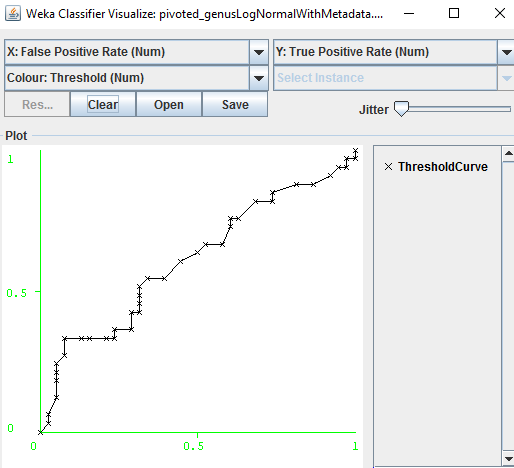 Weka Classifier Visualize: pivoted_genusLogNormalWithMetadata....
X: False Positive Rate (Num)
Y: True Positive Rate (Num)
Colour: Threshold (Num)
Select Instance
Res...
Clear
Open
Save
Jitter
Plot
1
0.5
0
0
0.5
1
ThresholdCurve